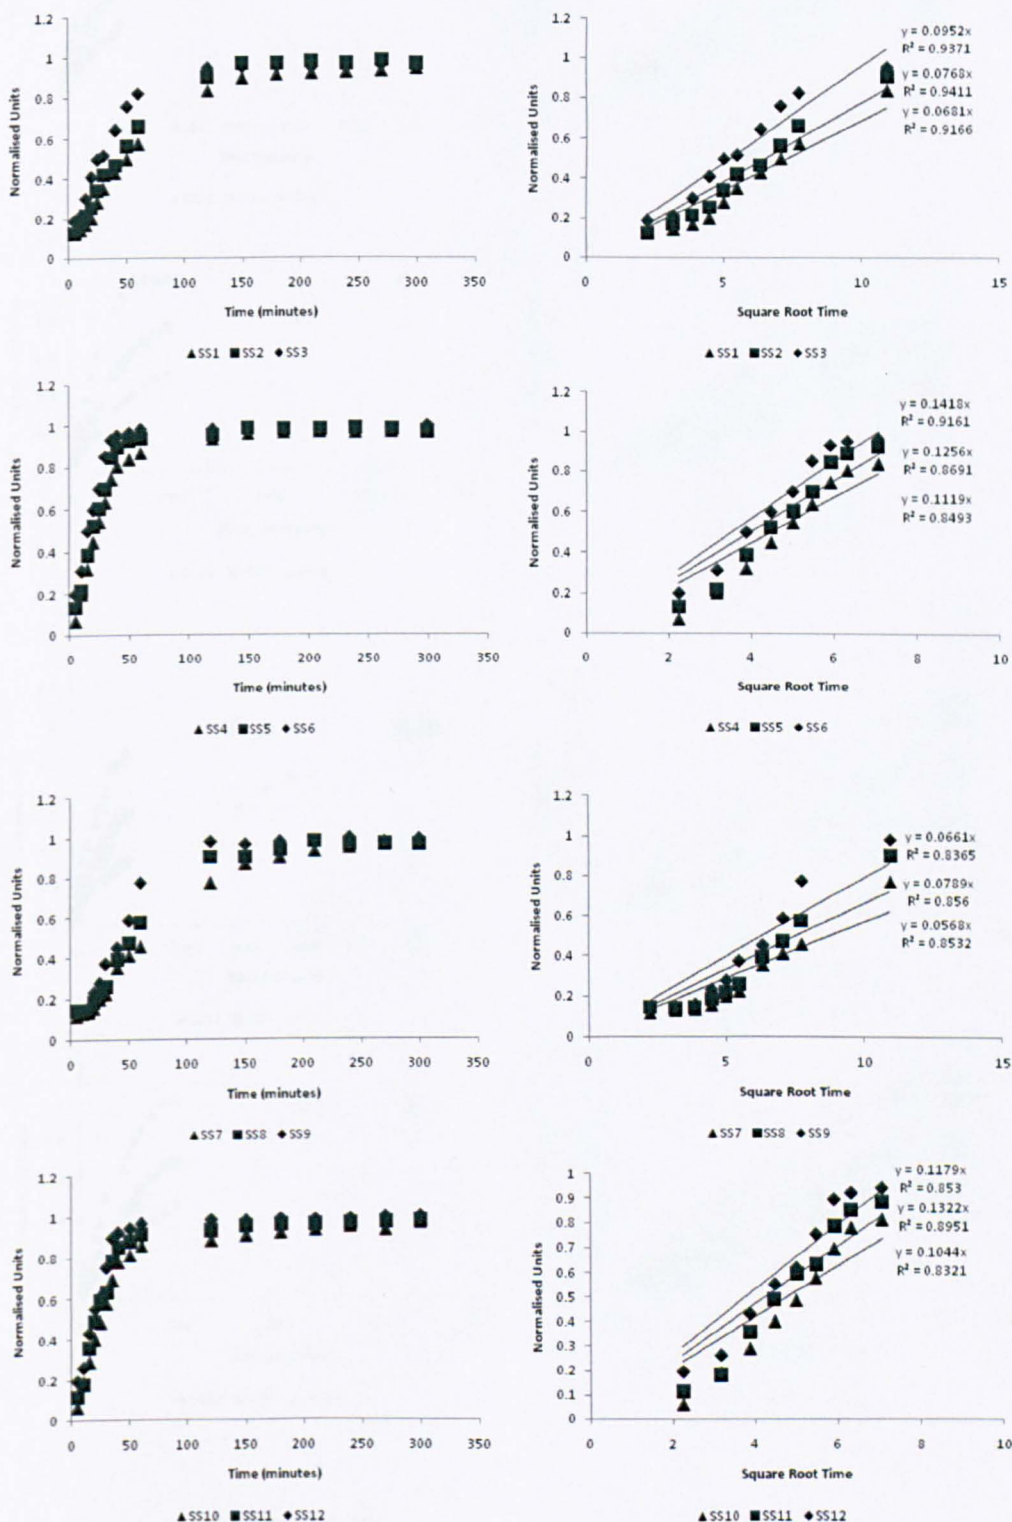 1.2
1
0.8
0.6
0.4
0.2
0
Normalised Units
0 50 100 150 200 250 300 350
Time (minutes)
SS1 SS2 SS3
1.2
1
0.8
0.6
0.4
0.2
0
Normalised Units
y = 0.0952x
R² = 0.9371
y = 0.0768x
R² = 0.9411
y = 0.0681x
R² = 0.9166
0 5 10 15
Square Root Time
SS1 SS2 SS3
1.2
1
0.8
0.6
0.4
0.2
0
Normalised Units
0 50 100 150 200 250 300 350
Time (minutes)
SS4 SS5 SS6
1.2
1
0.8
0.6
0.4
0.2
0
Normalised Units
y = 0.1418x
R² = 0.9161
y = 0.1256x
R² = 0.8691
y = 0.1119x
R² = 0.8493
0 2 4 6 8 10
Square Root Time
SS4 SS5 SS6
1.2
1
0.8
0.6
0.4
0.2
0
Normalised Units
0 50 100 150 200 250 300 350
Time (minutes)
SS7 SS8 SS9
1.2
1
0.8
0.6
0.4
0.2
0
Normalised Units
y = 0.0661x
R² = 0.8365
y = 0.0789x
R² = 0.856
y = 0.0568x
R² = 0.8532
0 5 10 15
Square Root Time
SS7 SS8 SS9
1.2
1
0.8
0.6
0.4
0.2
0
Normalised Units
0 50 100 150 200 250 300 350
Time (minutes)
SS10 SS11 SS12
1
0.9
0.8
0.7
0.6
0.5
0.4
0.3
0.2
0.1
0
Normalised Units
y = 0.1179x
R² = 0.853
y = 0.1322x
R² = 0.8951
y = 0.1044x
R² = 0.8321
0 2 4 6 8 10
Square Root Time
SS10 SS11 SS12